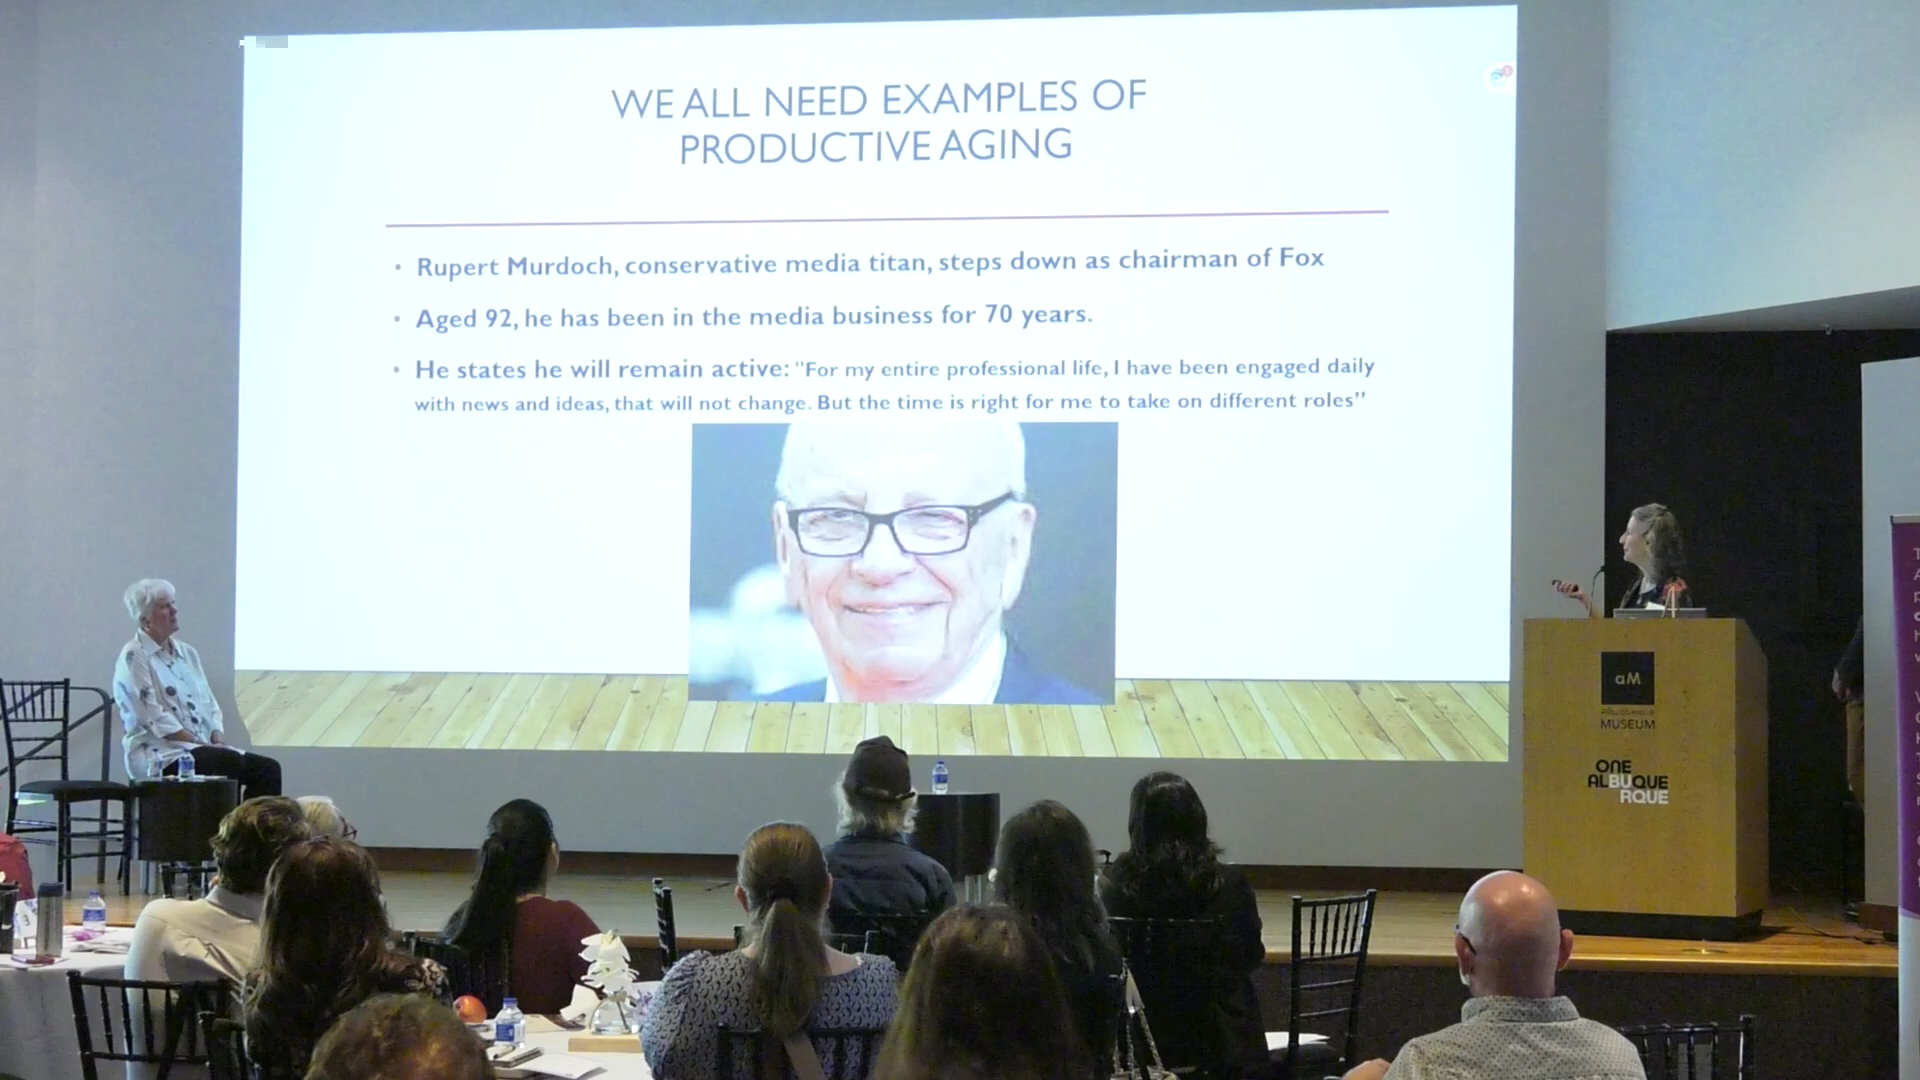 WE ALL NEED EXAMPLES OF
PRODUCTIVE AGING
• Rupert Murdoch, conservative media titan, steps down as chairman of Fox
• Aged 92, he has been in the media business for 70 years.
• He states he will remain active: "For my entire professional life, I have been engaged daily
with news and ideas, that will not change. But the time is right for me to take on different roles”
aM
Albuquerque
MUSEUM
ONE
ALBUQUE
RQUE